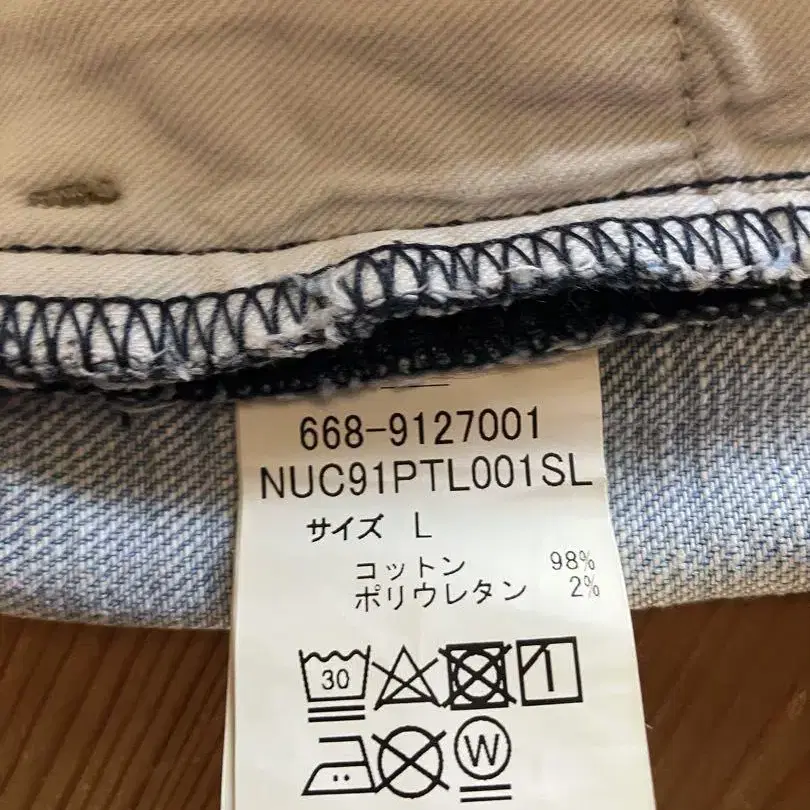 668-9127001
NUC91PTL001SL
サイズ L
コットン 98%
ポリウレタン 2%
30
W